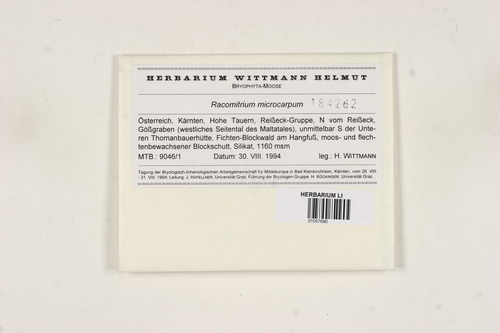 HERBARIUM WITTMANN HELMUT
BRYOPHYTA-MOOSE
Racomitrium microcarpum 184262
Österreich, Kärnten, Hohe Tauern, Reißeck-Gruppe, N vom Reißeck,
Gößgraben (westliches Seitental des Maltatales), unmittelbar S der Unte-
ren Thomanbauerhütte, Fichten-Blockwald am Hangfuß, moos- und flech-
tenbewachsener Blockschutt, Silikat, 1160 msm
MTB.: 9046/1 Datum: 30. VIII. 1994 leg.: H. WITTMANN
Tagung der Bryologisch-lichenologischen Arbeitsgemeinschaft für Mitteleuropa in Bad Kleinkirchheim, Kärnten; vom 26. VIII
- 31. VIII. 1994; Leitung: J. HAFELLNER, Universität Graz; Führung der Bryologen-Gruppe: H. KÖCKINGER, Universität Graz.
HERBARIUM LI